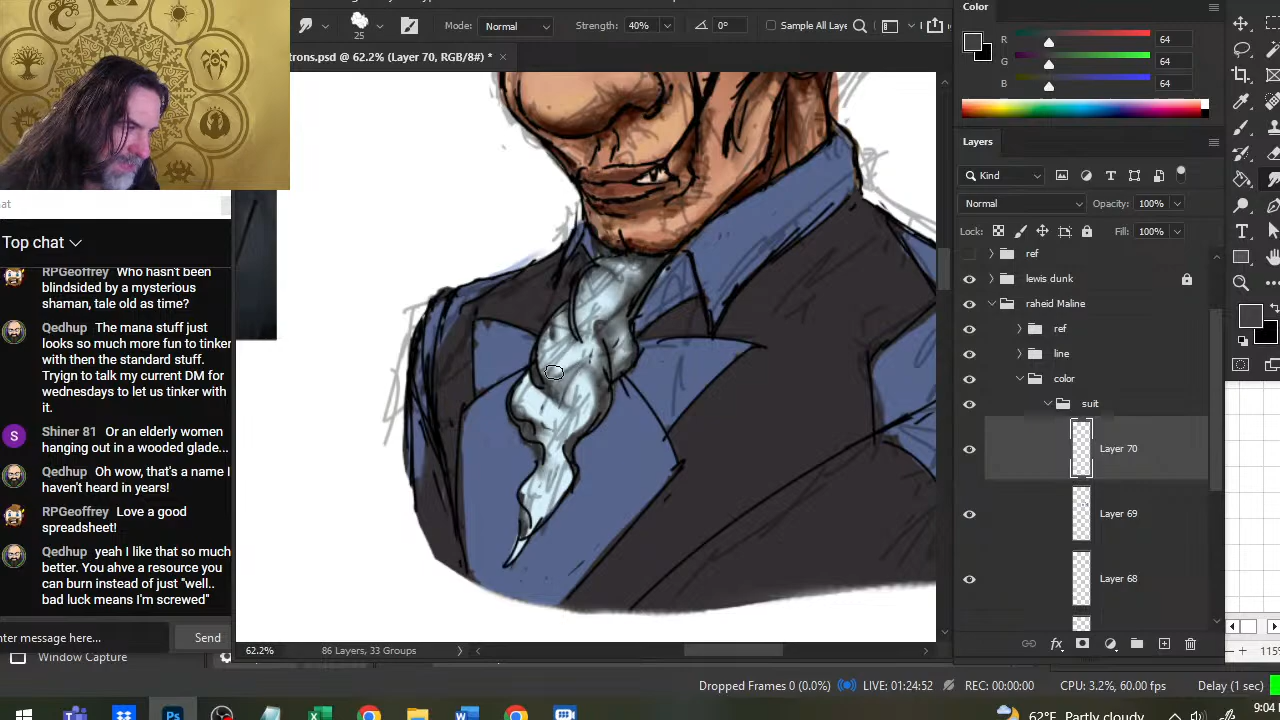 25
Mode:
Normal
Strength:
40%
0°
Sample All Laye
trons.psd @ 62.2% (Layer 70, RGB/8#) *
Color
R
64
G
64
B
64
Layers
Kind
Normal
Opacity:
100%
Lock:
Fill:
100%
ref
lewis dunk
raheid Maline
ref
line
color
suit
Layer 70
Layer 69
Layer 68
at
Top chat
RPGeoffrey Who hasn't been
blindsided by a mysterious
shaman, tale old as time?
Qedhup The mana stuff just
looks so much more fun to tinker
with then the standard stuff.
Tryign to talk my current DM for
wednesdays to let us tinker with
it.
S
Shiner 81 Or an elderly women
hanging out in a wooded glade...
Qedhup Oh wow, that's a name I
haven't heard in years!
RPGeoffrey Love a good
spreadsheet!
Qedhup yeah I like that so much
better. You ahve a resource you
can burn instead of just "well..
bad luck means I'm screwed"
nter message here...
Send
Window Capture
62.2%
86 Layers, 33 Groups
115%
Dropped Frames 0 (0.0%)
LIVE: 01:24:52
REC: 00:00:00
CPU: 3.2%, 60.00 fps
Delay (1 sec)
62°F Partly cloudy
9:04